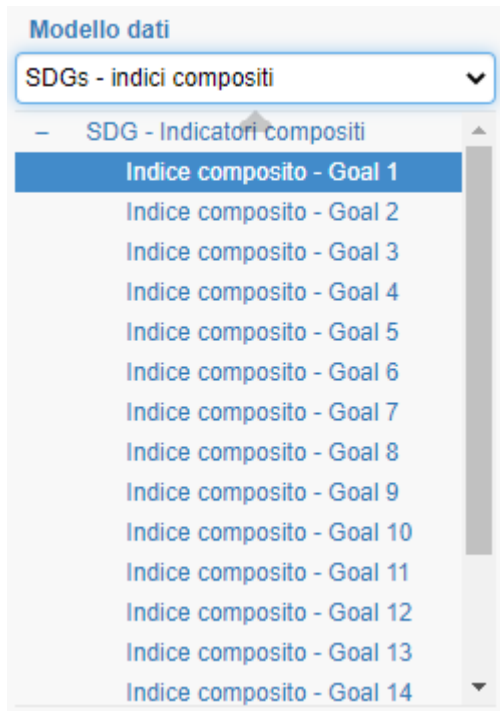 Modello dati
SDGs - indici compositi
− SDG - Indicatori compositi
Indice composito - Goal 1
Indice composito - Goal 2
Indice composito - Goal 3
Indice composito - Goal 4
Indice composito - Goal 5
Indice composito - Goal 6
Indice composito - Goal 7
Indice composito - Goal 8
Indice composito - Goal 9
Indice composito - Goal 10
Indice composito - Goal 11
Indice composito - Goal 12
Indice composito - Goal 13
Indice composito - Goal 14